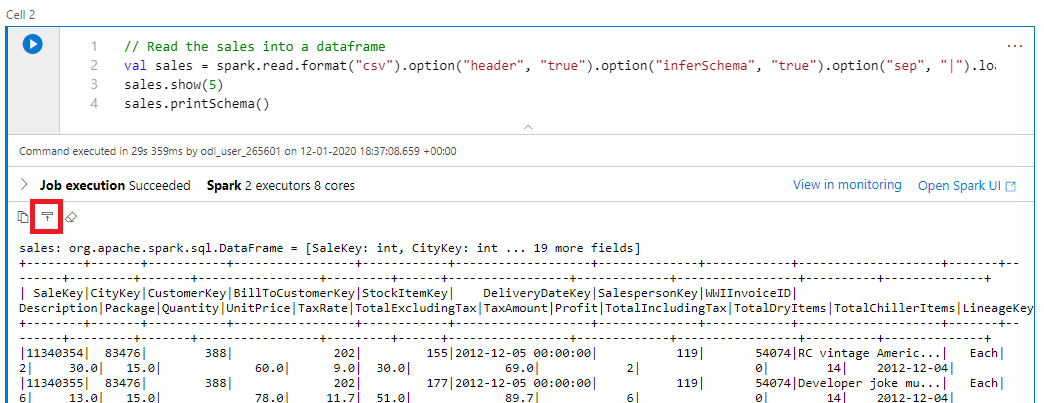 Cell 2
1 // Read the sales into a dataframe
2 val sales = spark.read.format("csv").option("header", "true").option("inferSchema", "true").option("sep", "|").loa
3 sales.show(5)
4 sales.printSchema()
Command executed in 29s 359ms by odl_user_265601 on 12-01-2020 18:37:08.659 +00:00
Job execution Succeeded Spark 2 executors 8 cores View in monitoring Open Spark UI
sales: org.apache.spark.sql.DataFrame = [SaleKey: int, CityKey: int ... 19 more fields]
+--------+-------+-----------+-----------------+------------+-------------------+--------------+------------+--------------------+-------+--
------+---------+-------+-----------------+---------+------+-----------------+-------------+-----------------+----------+
| SaleKey|CityKey|CustomerKey|BillToCustomerKey|StockItemKey|    DeliveryDateKey|SalespersonKey|WWIInvoiceID|
Description|Package|Quantity|UnitPrice|TaxRate|TotalExcludingTax|TaxAmount|Profit|TotalIncludingTax|TotalDryItems|TotalChillerItems|LineageKey
+--------+-------+-----------+-----------------+------------+-------------------+--------------+------------+--------------------+-------+--
------+---------+-------+-----------------+---------+------+-----------------+-------------+-----------------+----------+
|11340354|  83476|        388|              202|         155|2012-12-05 00:00:00|           119|       54074|RC vintage Americ...|   Each|
2|     30.0|   15.0|             60.0|      9.0|  30.0|             69.0|            2|                0|        14|    2012-12-04|
|11340355|  83476|        388|              202|         177|2012-12-05 00:00:00|           119|       54074|Developer joke mu...|   Each|
6|     13.0|   15.0|             78.0|     11.7|  51.0|             89.7|            6|                0|        14|    2012-12-04|